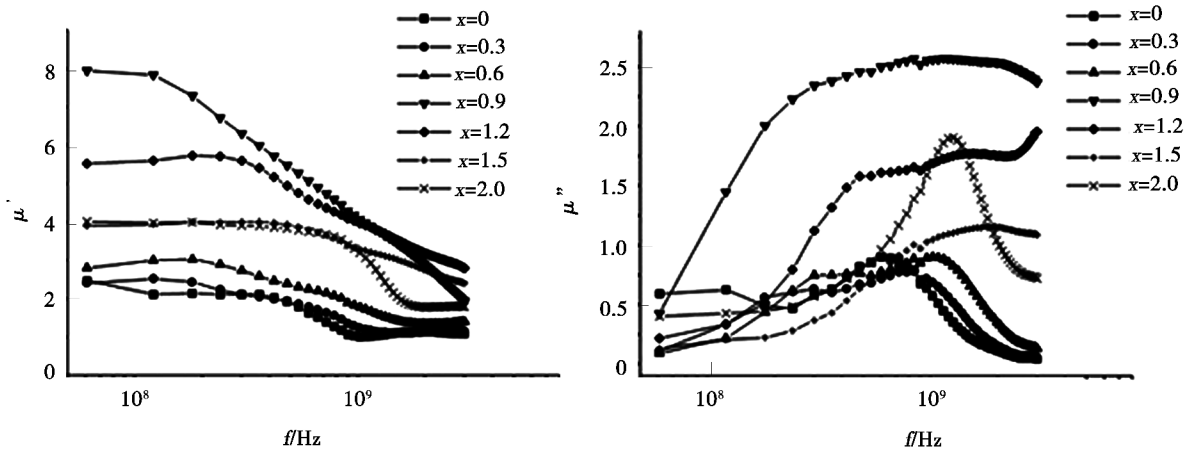 x=0
x=0.3
x=0.6
x=0.9
x=1.2
x=1.5
x=2.0
8
6
4
2
0
μ'
10⁸
10⁹
f/Hz
x=0
x=0.3
x=0.6
x=0.9
x=1.2
x=1.5
x=2.0
2.5
2.0
1.5
1.0
0.5
0
μ"
10⁸
10⁹
f/Hz